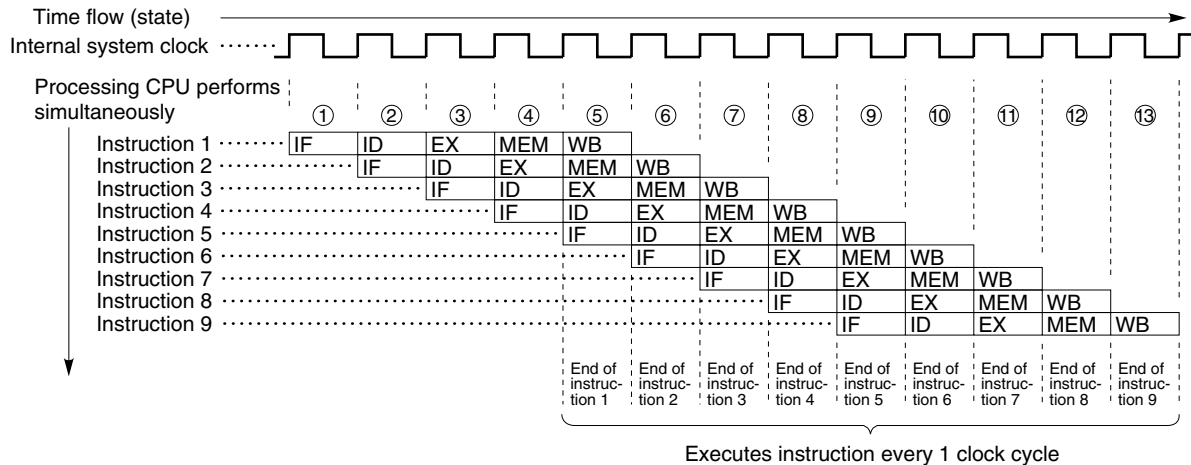 Time flow (state)
Internal system clock
Processing CPU performs
simultaneously
① ② ③ ④ ⑤ ⑥ ⑦ ⑧ ⑨ ⑩ ⑪ ⑫ ⑬
Instruction 1 IF ID EX MEM WB
Instruction 2 IF ID EX MEM WB
Instruction 3 IF ID EX MEM WB
Instruction 4 IF ID EX MEM WB
Instruction 5 IF ID EX MEM WB
Instruction 6 IF ID EX MEM WB
Instruction 7 IF ID EX MEM WB
Instruction 8 IF ID EX MEM WB
Instruction 9 IF ID EX MEM WB
End of End of End of End of End of End of End of End of End of
instruc- instruc- instruc- instruc- instruc- instruc- instruc- instruc- instruc-
tion 1 tion 2 tion 3 tion 4 tion 5 tion 6 tion 7 tion 8 tion 9
Executes instruction every 1 clock cycle